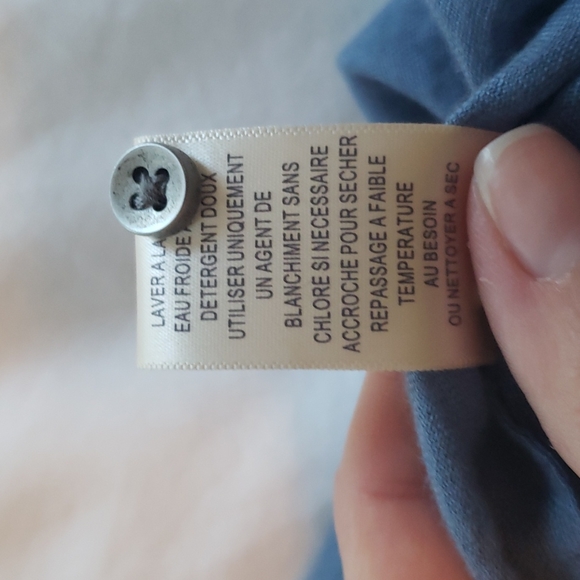 LAVER A LA
EAU FROIDE A
DETERGENT DOUX
UTILISER UNIQUEMENT
UN AGENT DE
BLANCHIMENT SANS
CHLORE SI NECESSAIRE
ACCROCHE POUR SECHER
REPASSAGE A FAIBLE
TEMPERATURE
AU BESOIN
OU NETTOYER A SEC